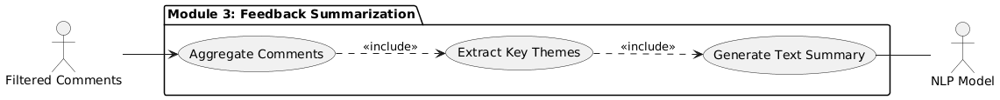 Module 3: Feedback Summarization
Filtered Comments
Aggregate Comments
«include»
Extract Key Themes
«include»
Generate Text Summary
NLP Model